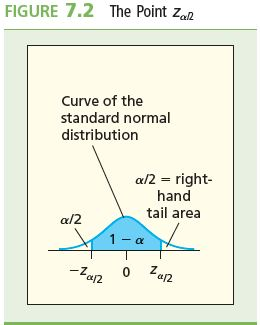 FIGURE 7.2 The Point zα/2
Curve of the
standard normal
distribution
α/2 = right-
hand
tail area
α/2
1 − α
−Zα/2 0 Zα/2